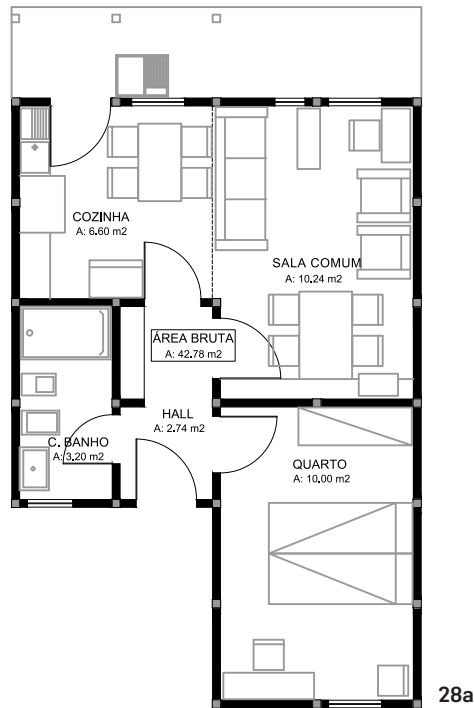 COZINHA
A: 6.60 m2
SALA COMUM
A: 10.24 m2
ÁREA BRUTA
A: 42.78 m2
HALL
A: 2.74 m2
C. BANHO
A: 3.20 m2
QUARTO
A: 10.00 m2
28a